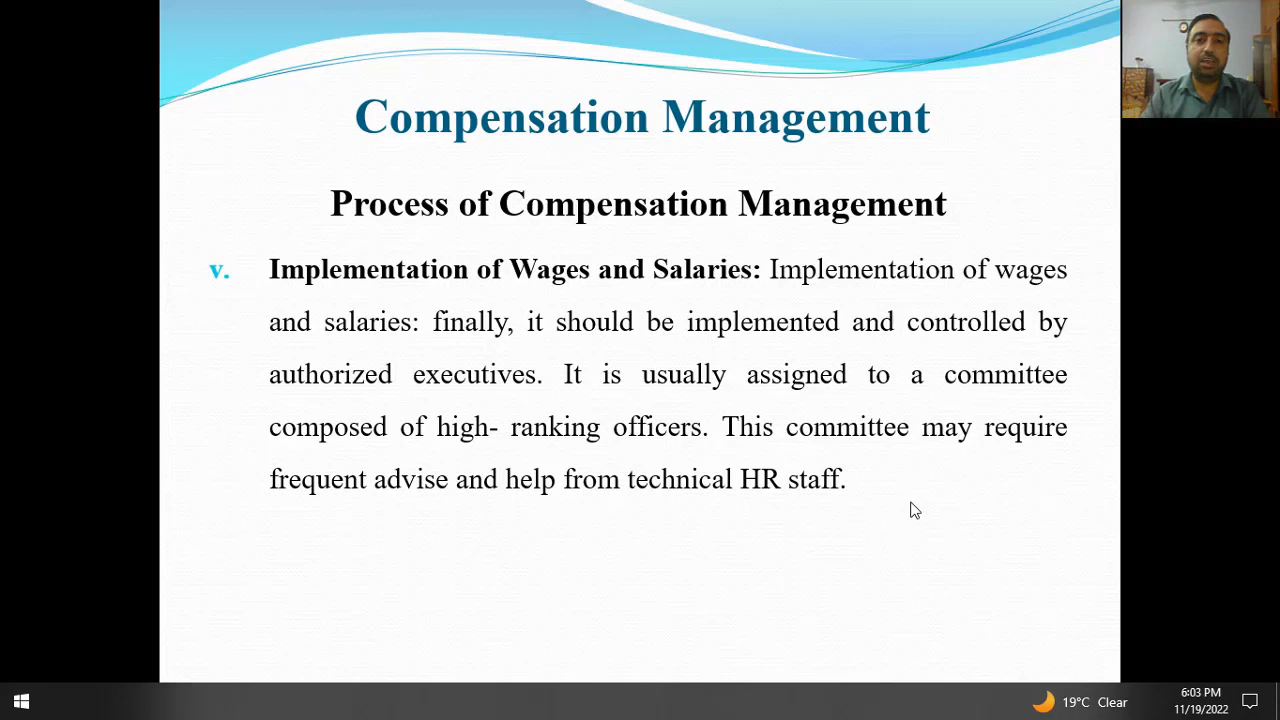 Compensation Management
Process of Compensation Management
v. Implementation of Wages and Salaries: Implementation of wages
and salaries: finally, it should be implemented and controlled by
authorized executives. It is usually assigned to a committee
composed of high- ranking officers. This committee may require
frequent advise and help from technical HR staff.
19°C Clear
6:03 PM
11/19/2022